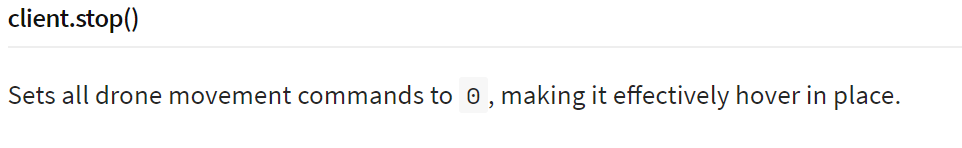 client.stop()
Sets all drone movement commands to 0, making it effectively hover in place.